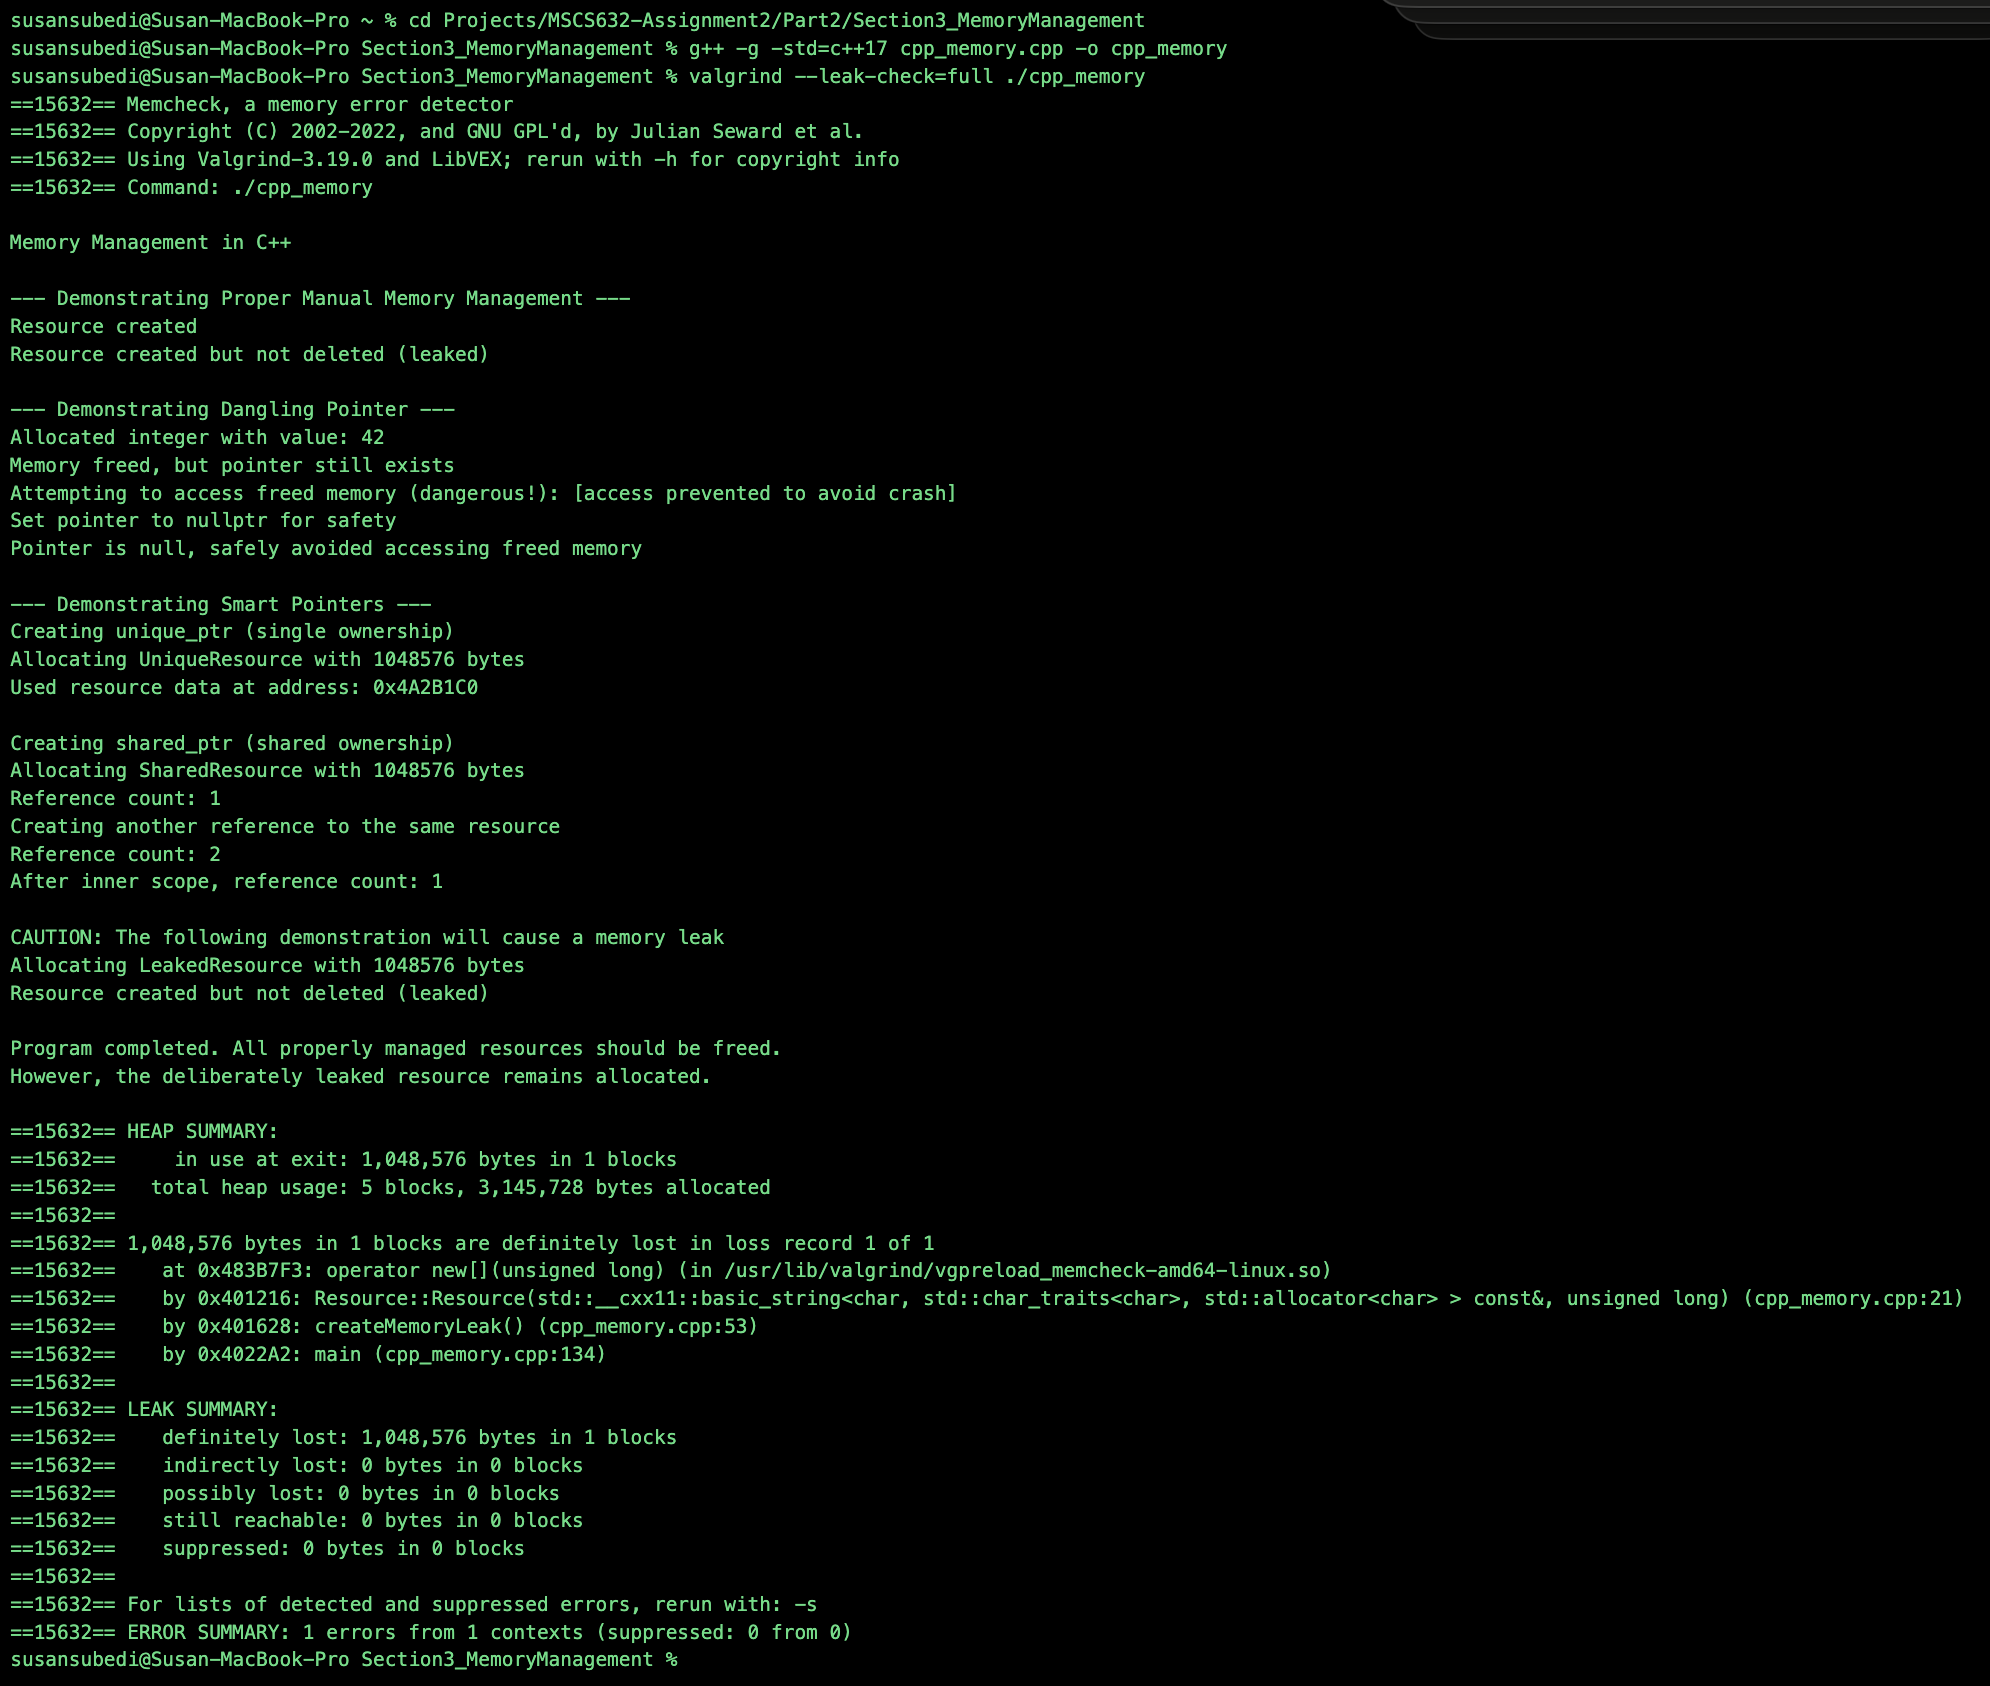 susansubedi@Susan-MacBook-Pro ~ % cd Projects/MSCS632-Assignment2/Part2/Section3_MemoryManagement
susansubedi@Susan-MacBook-Pro Section3_MemoryManagement % g++ -g -std=c++17 cpp_memory.cpp -o cpp_memory
susansubedi@Susan-MacBook-Pro Section3_MemoryManagement % valgrind --leak-check=full ./cpp_memory
==15632== Memcheck, a memory error detector
==15632== Copyright (C) 2002-2022, and GNU GPL'd, by Julian Seward et al.
==15632== Using Valgrind-3.19.0 and LibVEX; rerun with -h for copyright info
==15632== Command: ./cpp_memory

Memory Management in C++

--- Demonstrating Proper Manual Memory Management ---
Resource created
Resource created but not deleted (leaked)

--- Demonstrating Dangling Pointer ---
Allocated integer with value: 42
Memory freed, but pointer still exists
Attempting to access freed memory (dangerous!): [access prevented to avoid crash]
Set pointer to nullptr for safety
Pointer is null, safely avoided accessing freed memory

--- Demonstrating Smart Pointers ---
Creating unique_ptr (single ownership)
Allocating UniqueResource with 1048576 bytes
Used resource data at address: 0x4A2B1C0

Creating shared_ptr (shared ownership)
Allocating SharedResource with 1048576 bytes
Reference count: 1
Creating another reference to the same resource
Reference count: 2
After inner scope, reference count: 1

CAUTION: The following demonstration will cause a memory leak
Allocating LeakedResource with 1048576 bytes
Resource created but not deleted (leaked)

Program completed. All properly managed resources should be freed.
However, the deliberately leaked resource remains allocated.

==15632== HEAP SUMMARY:
==15632==     in use at exit: 1,048,576 bytes in 1 blocks
==15632==   total heap usage: 5 blocks, 3,145,728 bytes allocated
==15632==
==15632== 1,048,576 bytes in 1 blocks are definitely lost in loss record 1 of 1
==15632==    at 0x483B7F3: operator new[](unsigned long) (in /usr/lib/valgrind/vgpreload_memcheck-amd64-linux.so)
==15632==    by 0x401216: Resource::Resource(std::__cxx11::basic_string<char, std::char_traits<char>, std::allocator<char> > const&, unsigned long) (cpp_memory.cpp:21)
==15632==    by 0x401628: createMemoryLeak() (cpp_memory.cpp:53)
==15632==    by 0x4022A2: main (cpp_memory.cpp:134)
==15632==
==15632== LEAK SUMMARY:
==15632==    definitely lost: 1,048,576 bytes in 1 blocks
==15632==    indirectly lost: 0 bytes in 0 blocks
==15632==    possibly lost: 0 bytes in 0 blocks
==15632==    still reachable: 0 bytes in 0 blocks
==15632==    suppressed: 0 bytes in 0 blocks
==15632==
==15632== For lists of detected and suppressed errors, rerun with: -s
==15632== ERROR SUMMARY: 1 errors from 1 contexts (suppressed: 0 from 0)
susansubedi@Susan-MacBook-Pro Section3_MemoryManagement %